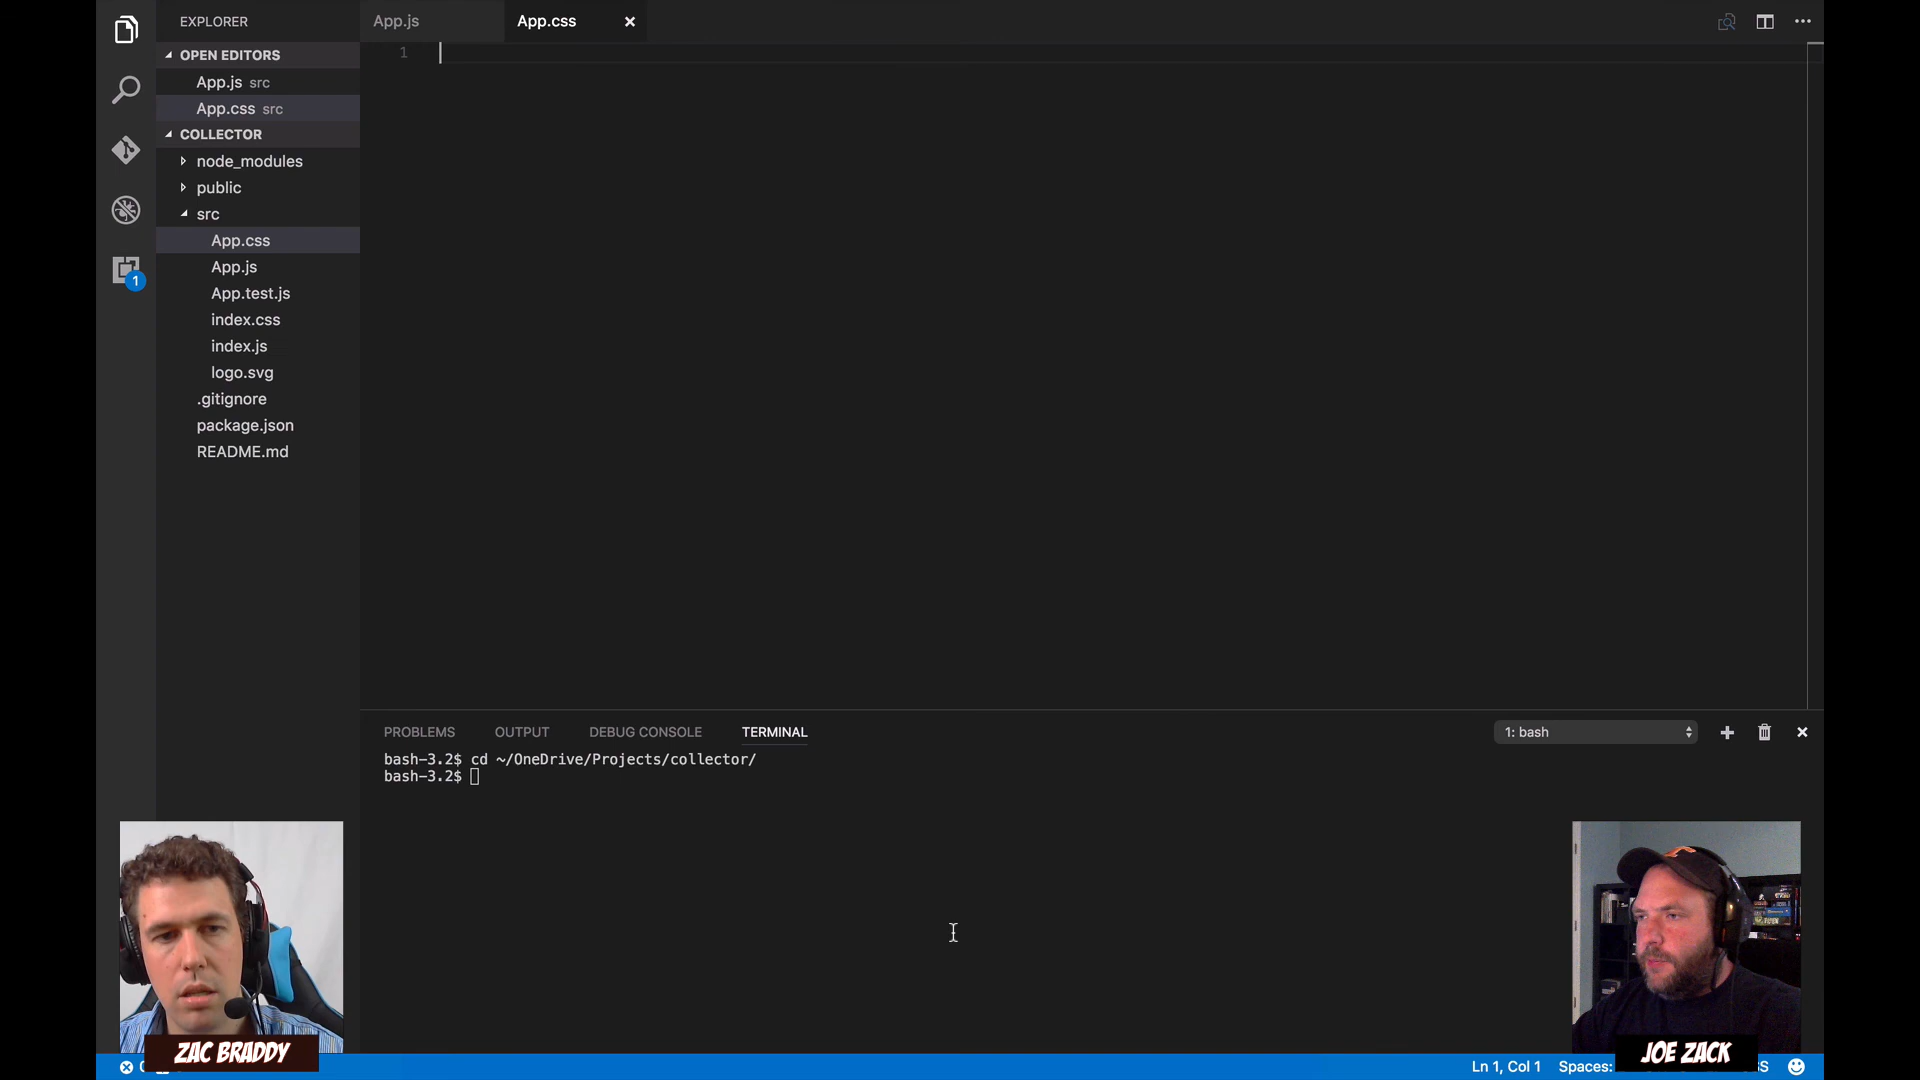 EXPLORER
OPEN EDITORS
App.js src
App.css src
COLLECTOR
node_modules
public
src
App.css
App.js
App.test.js
index.css
index.js
logo.svg
.gitignore
package.json
README.md
1
App.js
App.css
1
PROBLEMS
OUTPUT
DEBUG CONSOLE
TERMINAL
1: bash
bash-3.2$ cd ~/OneDrive/Projects/collector/
bash-3.2$
ZAC BRADDY
JOE ZACK
Ln 1, Col 1
Spaces: